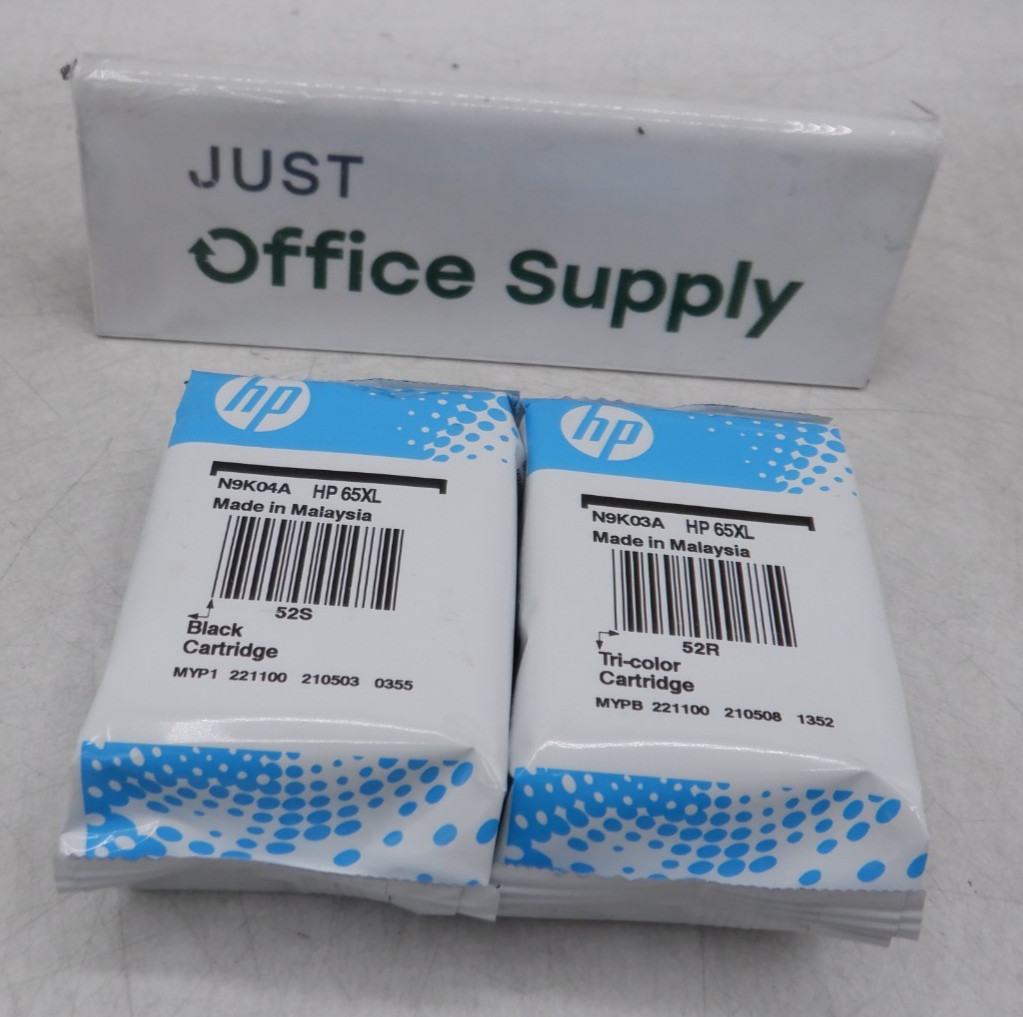 JUST
Office Supply
hp
N9K04A HP 65XL
Made in Malaysia
52S
Black
Cartridge
MYP1 221100 210503 0355
hp
N9K03A HP 65XL
Made in Malaysia
52R
Tri-color
Cartridge
MYPB 221100 210508 1352